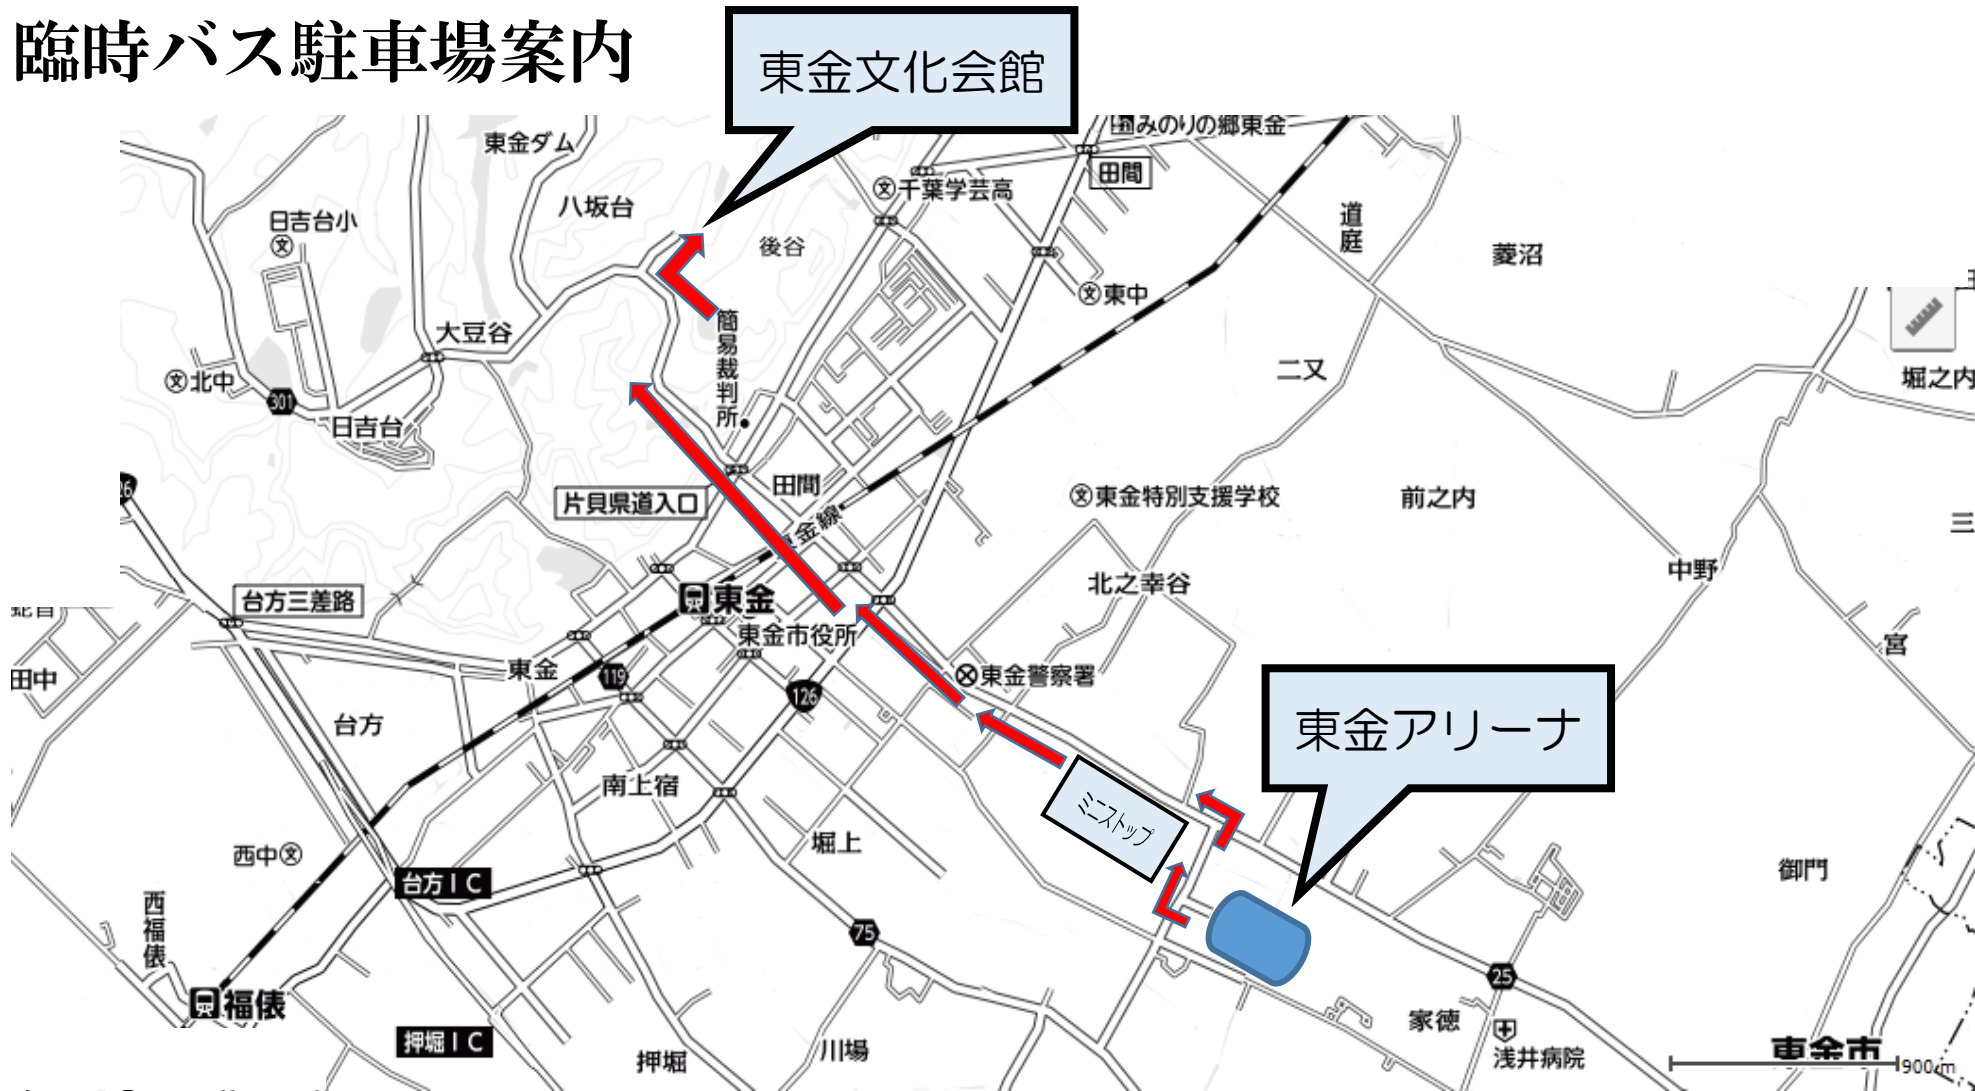 臨時バス駐車場案内
東金文化会館
みのりの郷東金
東金ダム
田間
千葉学芸高
八坂台
日吉台小
道庭
後谷
菱沼
東中
大豆谷
簡易裁判所
二又
北中
堀之内
301
日吉台
田間
片貝県道入口
東金特別支援学校
前之内
三
金線
中野
北之幸谷
東金
台方三差路
東金市役所
宮
東金
119
東金警察署
田中
126
台方
東金アリーナ
南上宿
ミニストップ
堀上
西中
御門
台方IC
西福俵
75
25
福俵
家徳
押堀IC
川場
東金市
浅井病院
押堀
900m